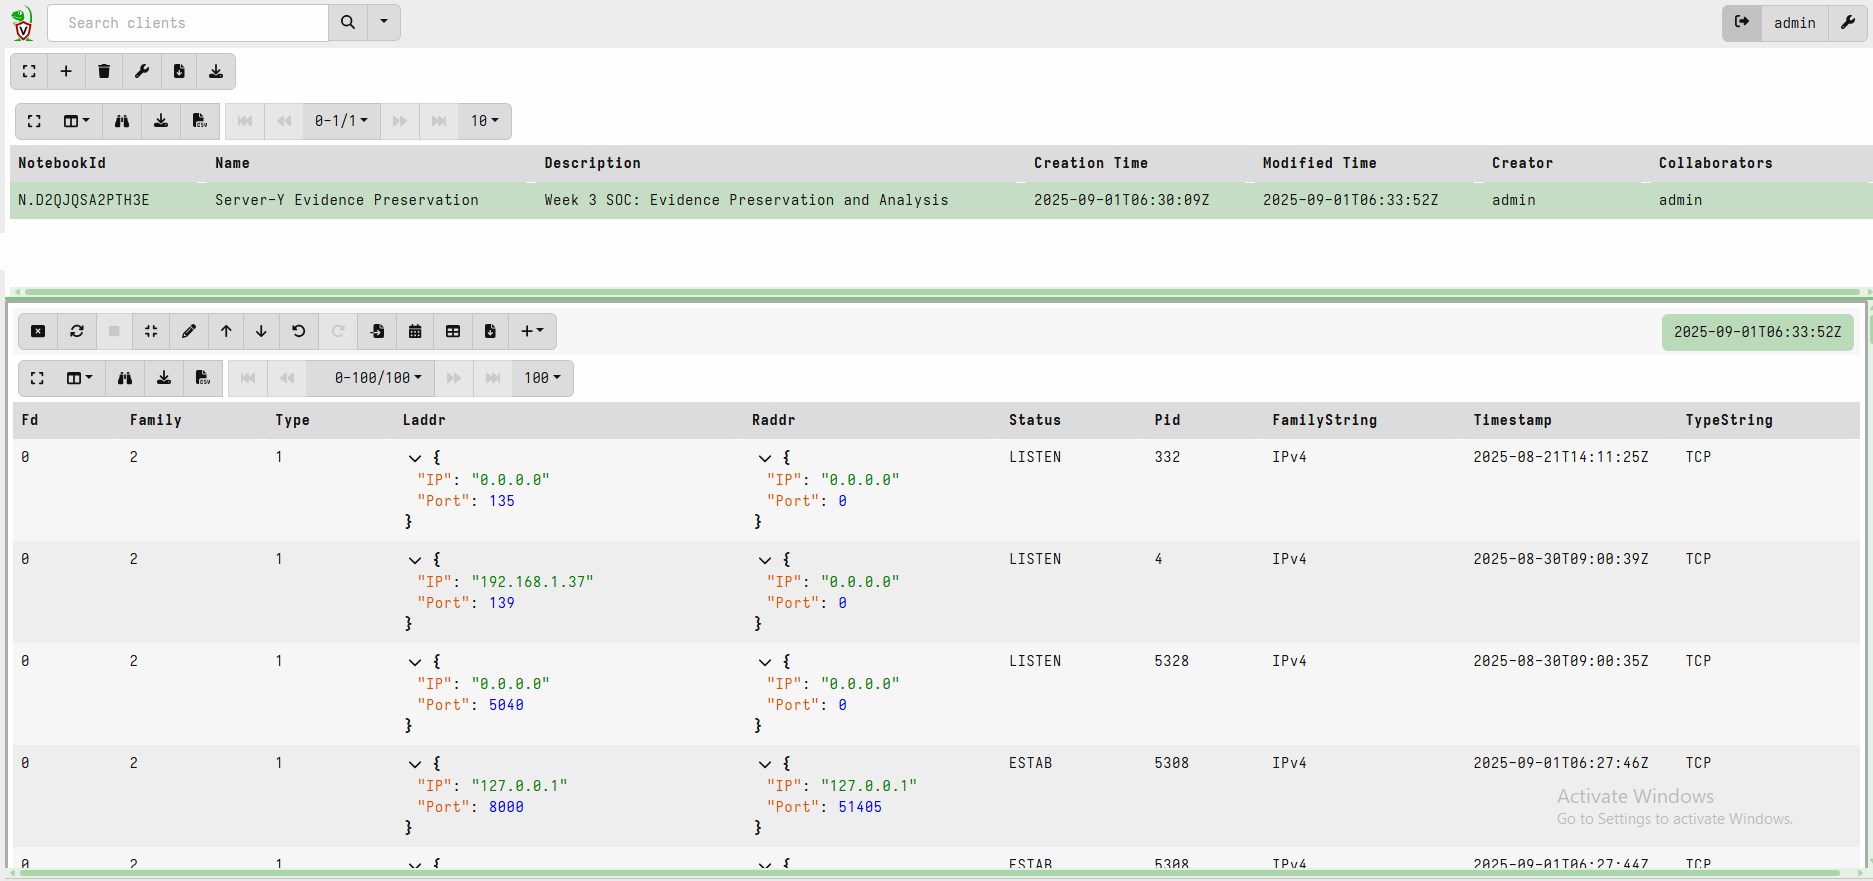 Search clients
admin
0-1/1 10
NotebookId Name Description Creation Time Modified Time Creator Collaborators
N.D2QJQSA2PTH3E Server-Y Evidence Preservation Week 3 SOC: Evidence Preservation and Analysis 2025-09-01T06:30:09Z 2025-09-01T06:33:52Z admin admin
2025-09-01T06:33:52Z
0-100/100 100
Fd Family Type Laddr Raddr Status Pid FamilyString Timestamp TypeString
0 2 1 { { LISTEN 332 IPv4 2025-08-21T14:11:25Z TCP
"IP": "0.0.0.0" "IP": "0.0.0.0"
"Port": 135 "Port": 0
} }
0 2 1 { { LISTEN 4 IPv4 2025-08-30T09:00:39Z TCP
"IP": "192.168.1.37" "IP": "0.0.0.0"
"Port": 139 "Port": 0
} }
0 2 1 { { LISTEN 5328 IPv4 2025-08-30T09:00:35Z TCP
"IP": "0.0.0.0" "IP": "0.0.0.0"
"Port": 5040 "Port": 0
} }
0 2 1 { { ESTAB 5308 IPv4 2025-09-01T06:27:46Z TCP
"IP": "127.0.0.1" "IP": "127.0.0.1"
"Port": 8000 "Port": 51405
} }
Activate Windows
Go to Settings to activate Windows.
0 2 1 { { ESTAB 5308 IPv4 2025-09-01T06:27:44Z TCP